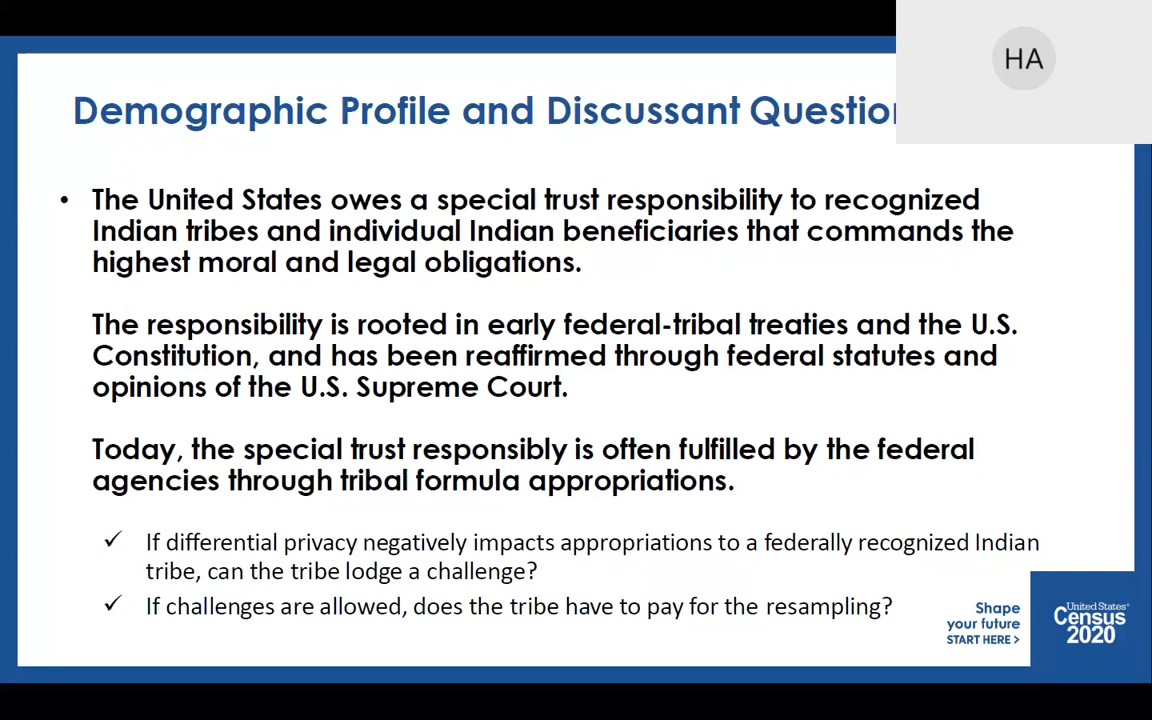 HA
Demographic Profile and Discussant Question
• The United States owes a special trust responsibility to recognized
Indian tribes and individual Indian beneficiaries that commands the
highest moral and legal obligations.
The responsibility is rooted in early federal-tribal treaties and the U.S.
Constitution, and has been reaffirmed through federal statutes and
opinions of the U.S. Supreme Court.
Today, the special trust responsibly is often fulfilled by the federal
agencies through tribal formula appropriations.
✓ If differential privacy negatively impacts appropriations to a federally recognized Indian
tribe, can the tribe lodge a challenge?
✓ If challenges are allowed, does the tribe have to pay for the resampling?
Shape
your future
START HERE >
United States®
Census
2020